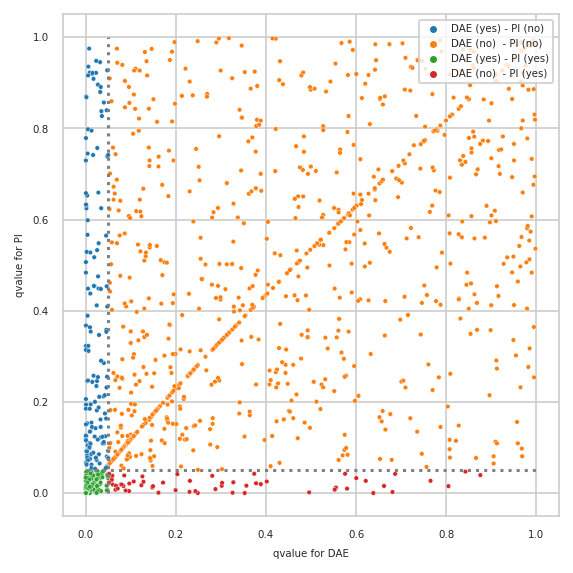 DAE (yes) - PI (no)
DAE (no)  - PI (no)
DAE (yes) - PI (yes)
DAE (no)  - PI (yes)
1.0
0.8
0.6
0.4
0.2
0.0
qvalue for PI
0.0 0.2 0.4 0.6 0.8 1.0
qvalue for DAE